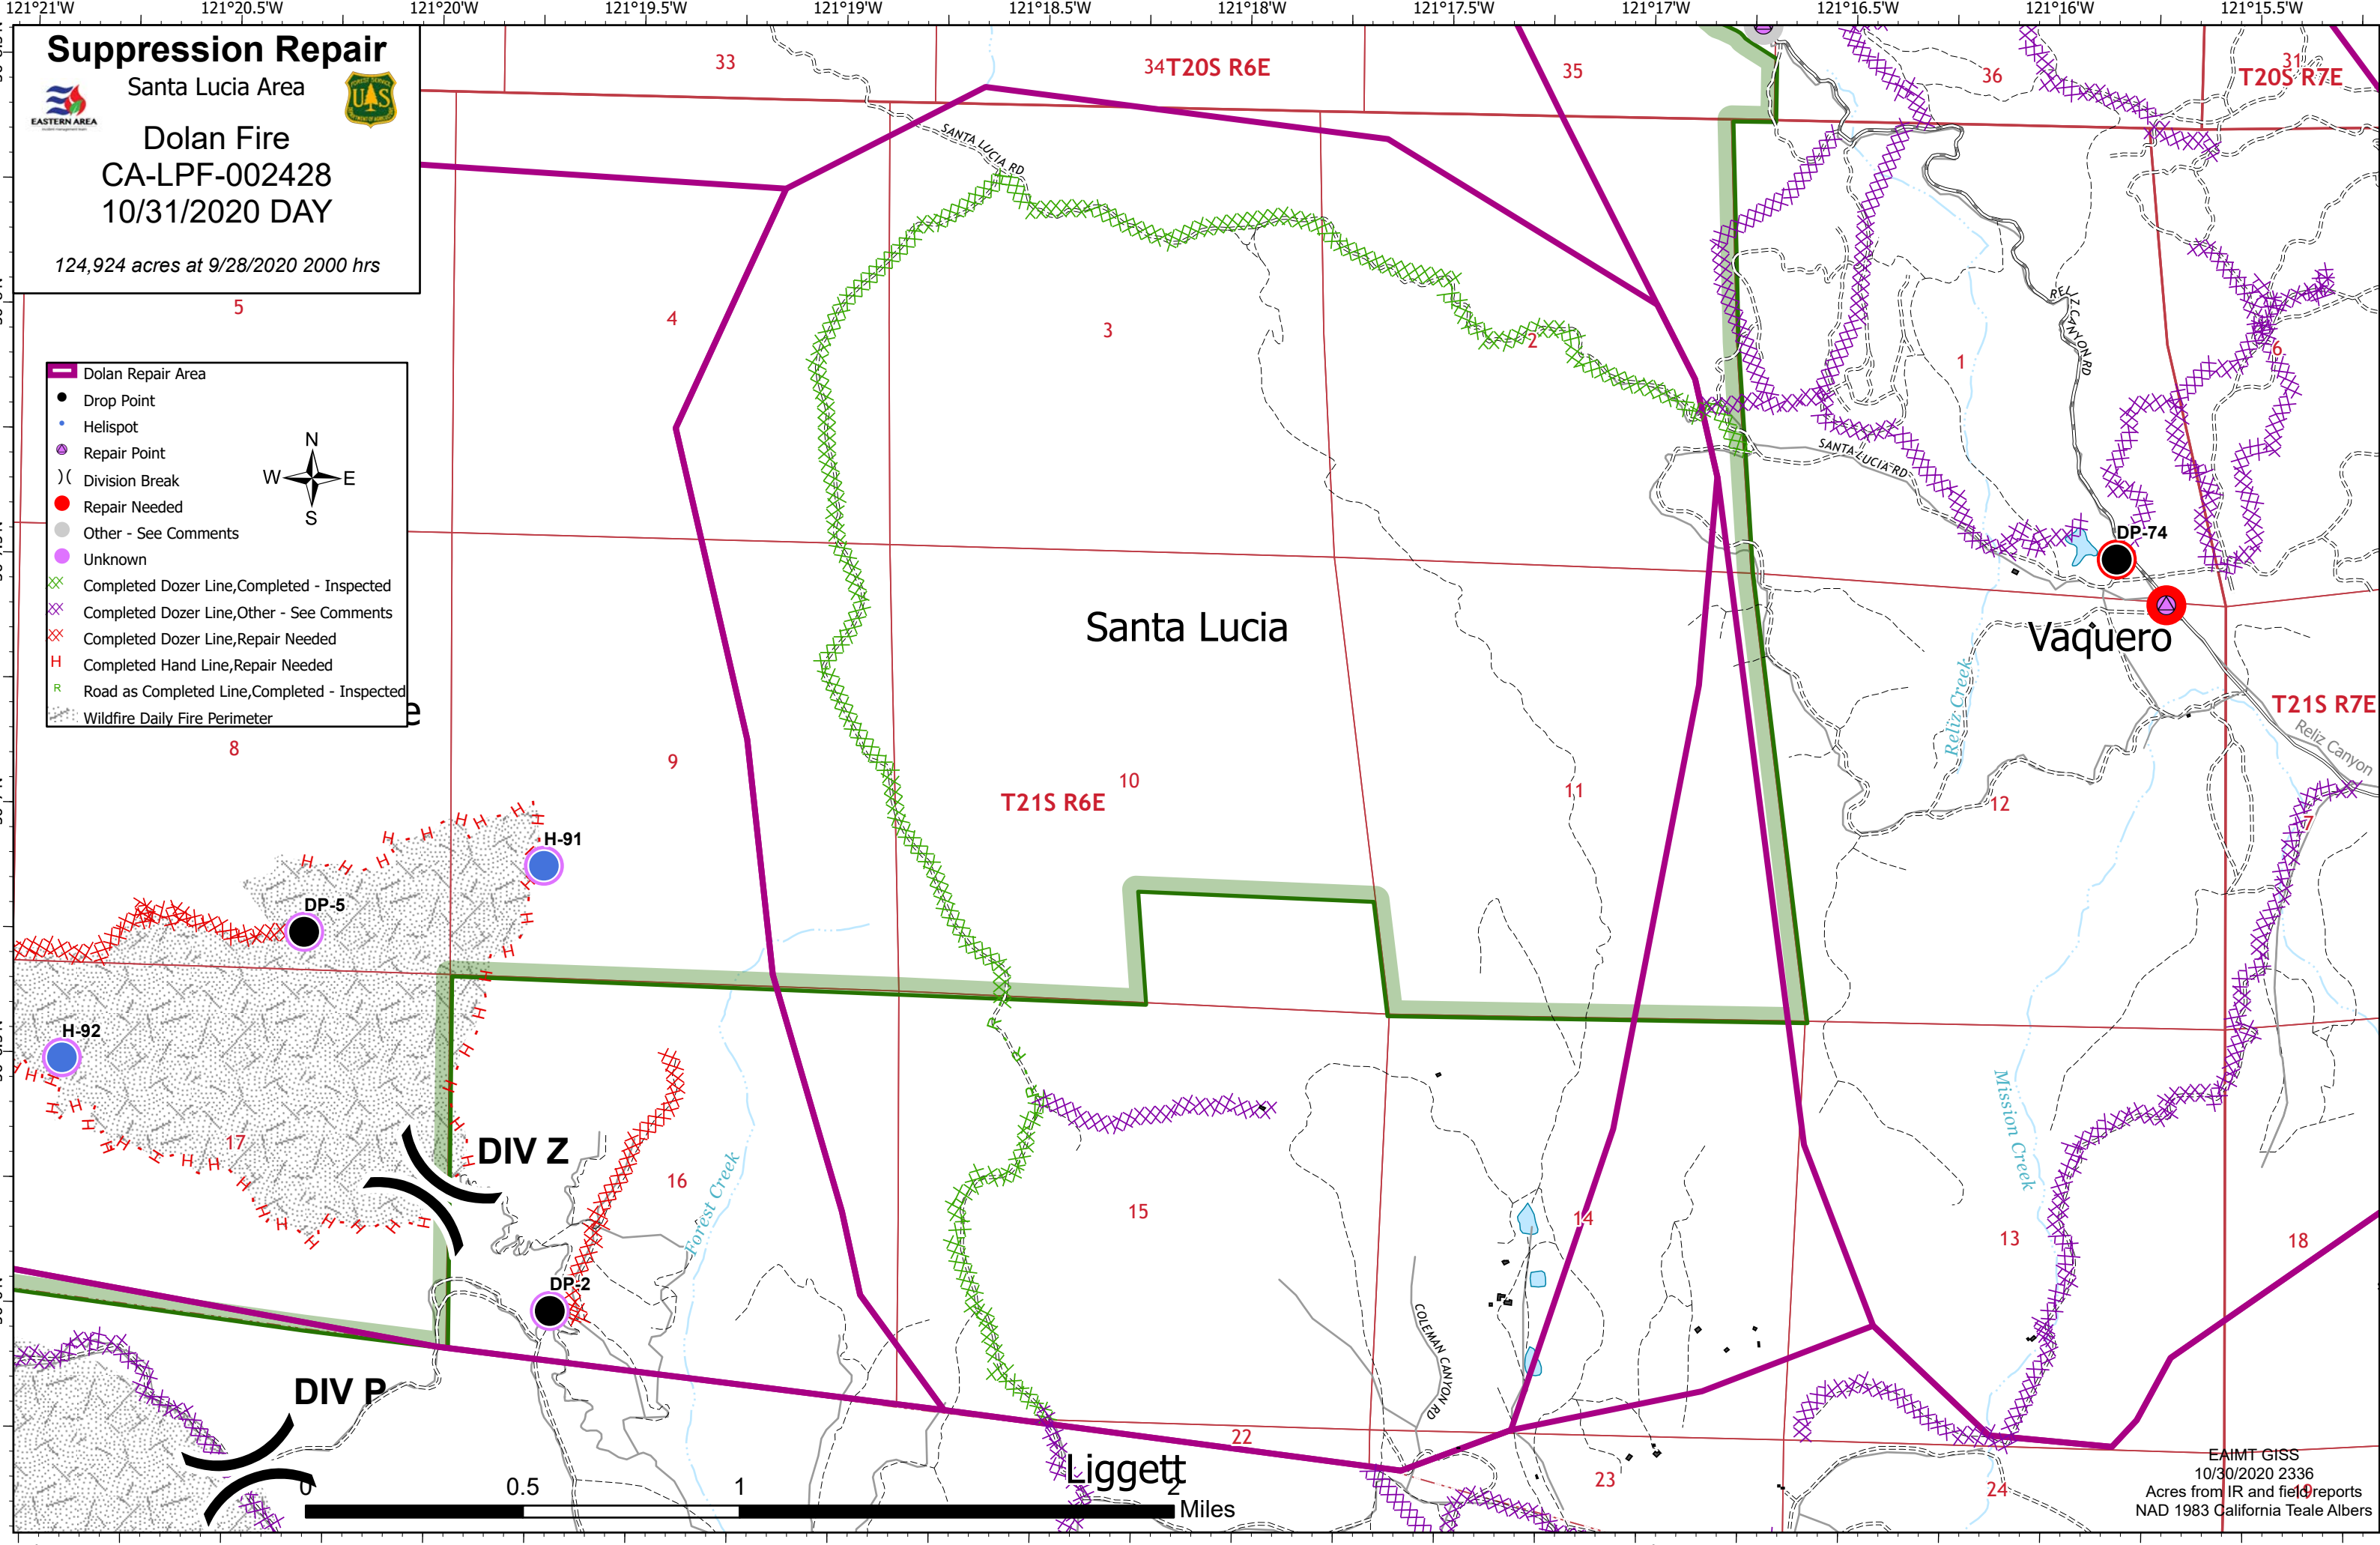 121°21'W 121°20.5'W 121°20'W 121°19.5'W 121°19'W 121°18.5'W 121°18'W 121°17.5'W 121°17'W 121°16.5'W 121°16'W 121°15.5'W
Suppression Repair
Santa Lucia Area
EASTERN AREA
FOREST SERVICE
U S
Dolan Fire
CA-LPF-002428
10/31/2020 DAY
124,924 acres at 9/28/2020 2000 hrs
33
34
T20S R6E
35
36
31
T20S R7E
SANTA LUCIA RD
5
4
3
2
1
6
RELIZ CANYON RD
SANTA LUCIA RD
Dolan Repair Area
Drop Point
Helispot
Repair Point
Division Break
Repair Needed
Other - See Comments
Unknown
Completed Dozer Line,Completed - Inspected
Completed Dozer Line,Other - See Comments
Completed Dozer Line,Repair Needed
H Completed Hand Line,Repair Needed
R Road as Completed Line,Completed - Inspected
Wildfire Daily Fire Perimeter
N
W E
S
e
DP-74
Santa Lucia
Vaquero
Reliz Creek
T21S R7E
Reliz Canyon
8
9
10
T21S R6E
11
12
7
H-91
DP-5
H-92
R
R
R
17
DIV Z
16
Forest Creek
15
14
13
18
Mission Creek
DP-2
COLEMAN CANYON RD
DIV P
22
Liggett
23
24
19
0 0.5 1 2
Miles
EAIMT GISS
10/30/2020 2336
Acres from IR and field reports
NAD 1983 California Teale Albers